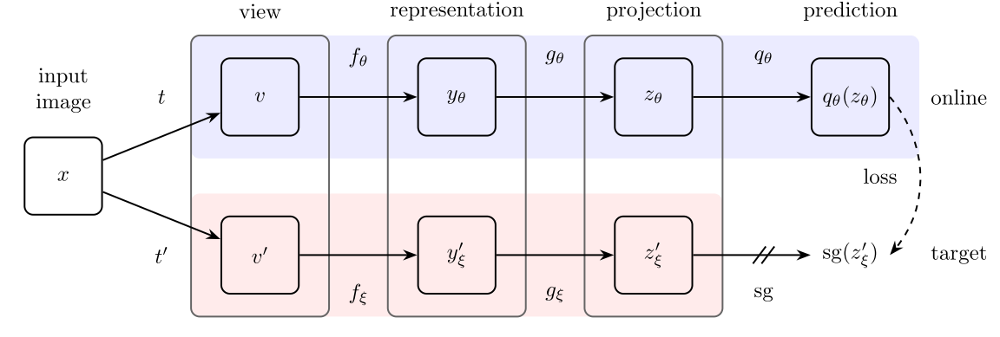 view
representation
projection
prediction
input
image
t
f_θ
g_θ
q_θ
v
y_θ
z_θ
q_θ(z_θ)
online
x
loss
t′
v′
y′_ξ
z′_ξ
sg(z′_ξ)
target
f_ξ
g_ξ
sg